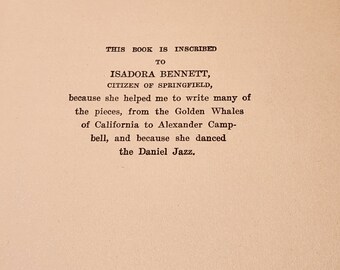 THIS BOOK IS INSCRIBED
TO
ISADORA BENNETT,
CITIZEN OF SPRINGFIELD,
because she helped me to write many of
the pieces, from the Golden Whales
of California to Alexander Camp-
bell, and because she danced
the Daniel Jazz.